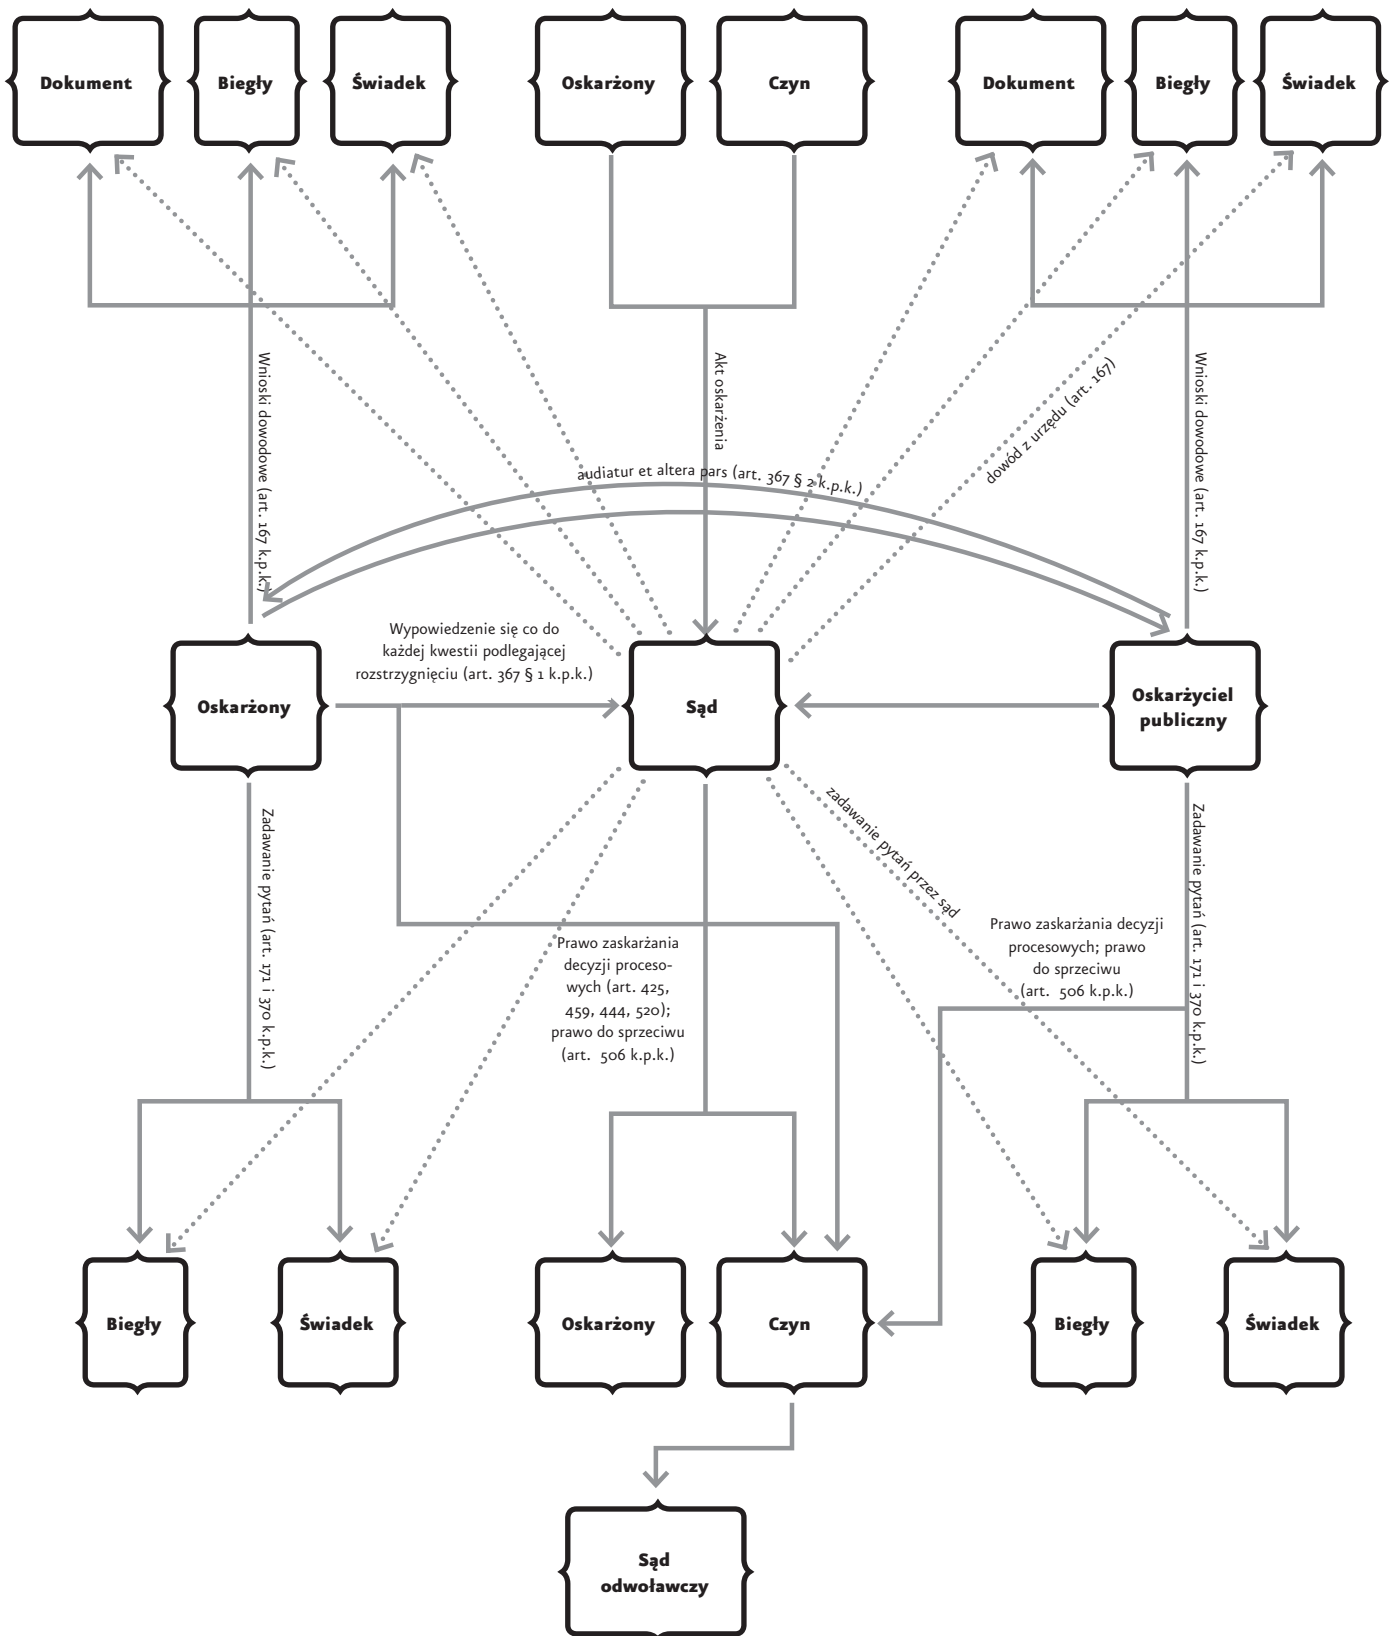 Dokument
Biegły
Świadek
Oskarżony
Czyn
Dokument
Biegły
Świadek
Wnioski dowodowe (art. 167 k.p.k.)
Akt oskarżenia
dowód z urzędu (art. 167)
Wnioski dowodowe (art. 167 k.p.k.)
audiatur et altera pars (art. 367 § 2 k.p.k.)
Wypowiedzenie się co do
każdej kwestii podlegającej
rozstrzygnięciu (art. 367 § 1 k.p.k.)
Oskarżony
Sąd
Oskarżyciel
publiczny
Zadawanie pytań (art. 171 i 370 k.p.k.)
zadawanie pytań przez sąd
Zadawanie pytań (art. 171 i 370 k.p.k.)
Prawo zaskarżania
decyzji proceso-
wych (art. 425,
459, 444, 520);
prawo do sprzeciwu
(art. 506 k.p.k.)
Prawo zaskarżania decyzji
procesowych; prawo
do sprzeciwu
(art. 506 k.p.k.)
Biegły
Świadek
Oskarżony
Czyn
Biegły
Świadek
Sąd
odwoławczy